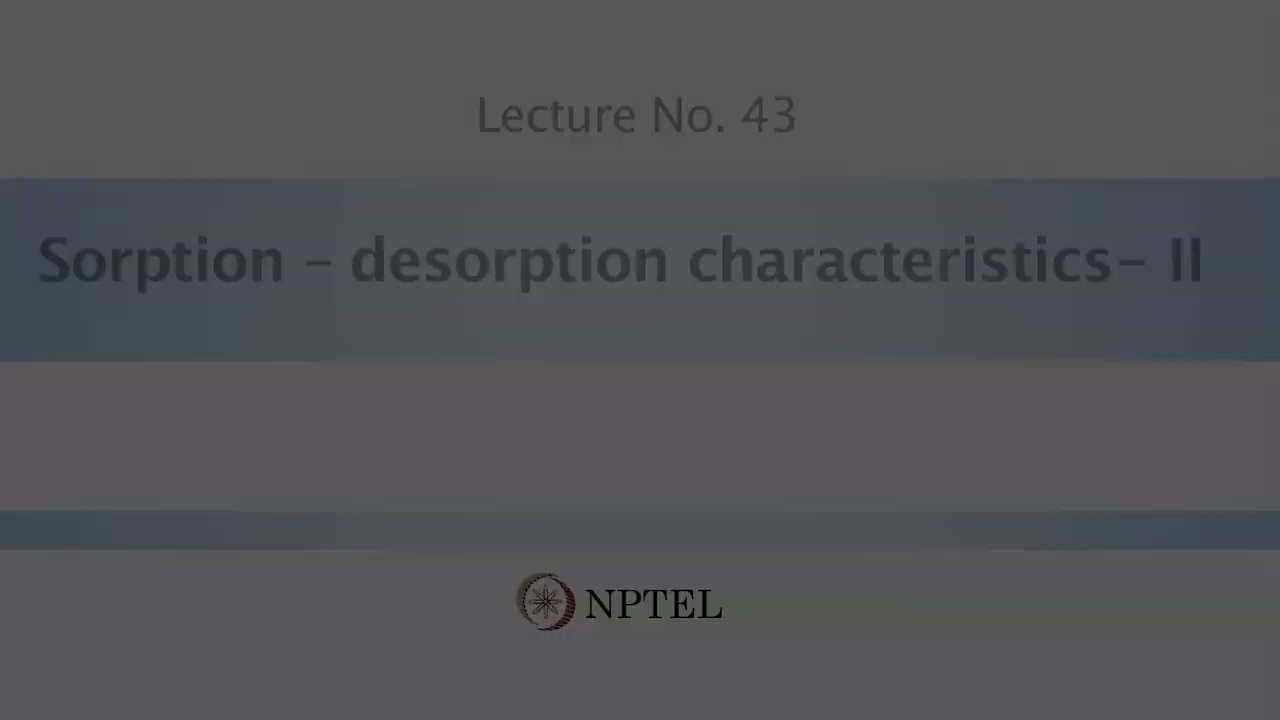 Lecture No. 43
Sorption – desorption characteristics– II
NPTEL